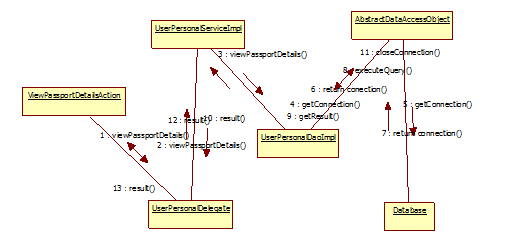 UserPersonalServiceImpl
AbstractDataAccessObject
3 : viewPassportDetails()
11 : closeConnection()
8 : executeQuery()
6 : return conection()
ViewPassportDetailsAction
4 : getConnection()
5 : getConnection()
9 : getResult()
12 : result()
10 : result()
1 : viewPassportDetails()
UserPersonalDaoImpl
7 : return connection()
2 : viewPassportDetails()
13 : result()
UserPersonalDelegate
Database